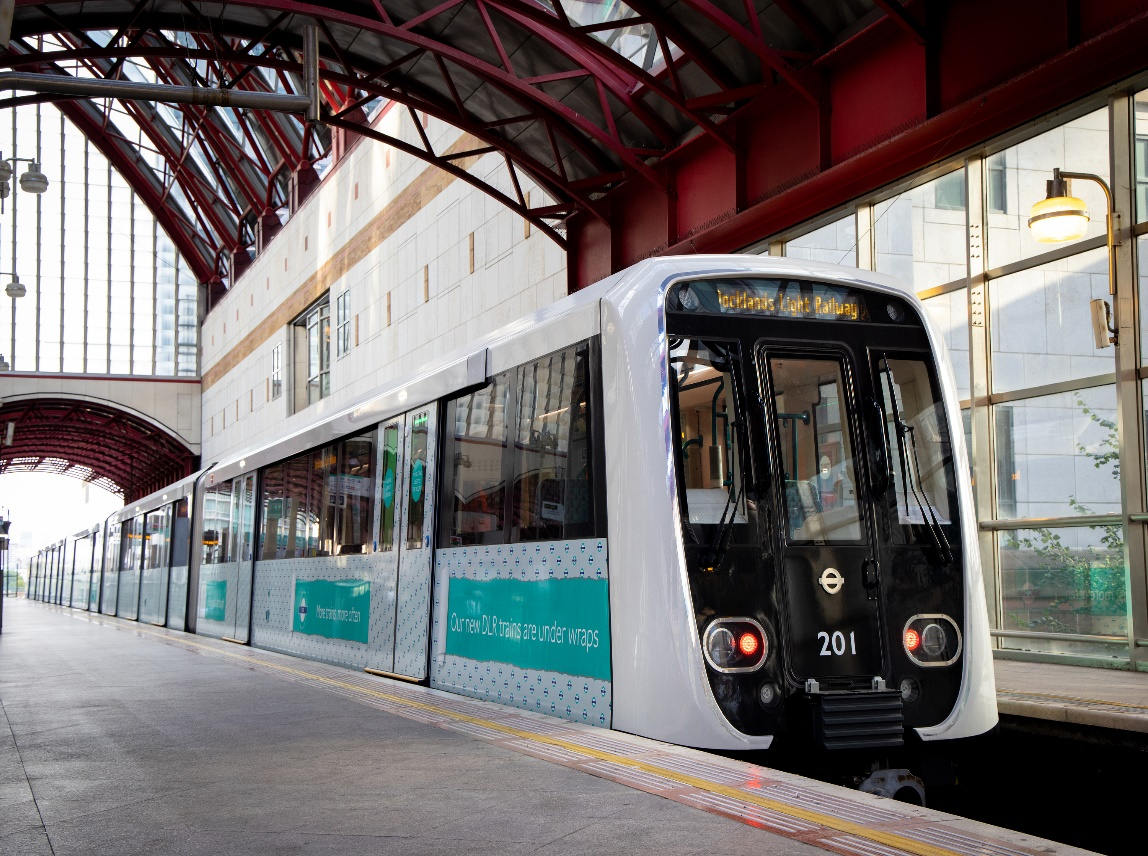 Docklands Light Railway
More trains more often
Our new DLR trains are under wraps
201